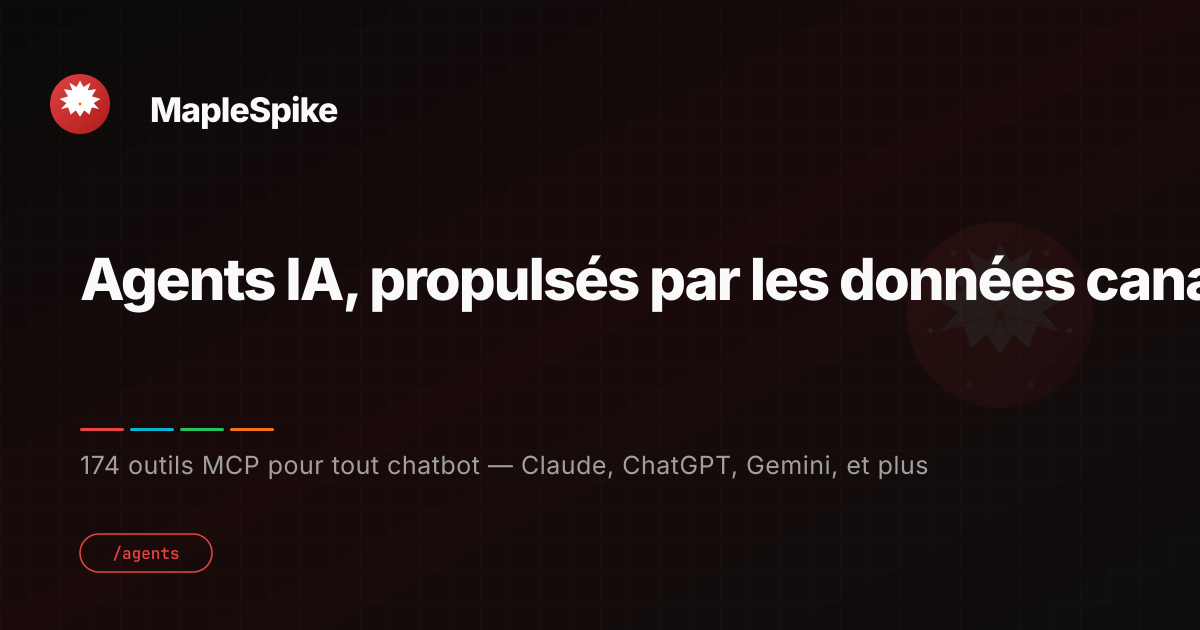 MapleSpike
Agents IA, propulsés par les données cana
174 outils MCP pour tout chatbot — Claude, ChatGPT, Gemini, et plus
/agents